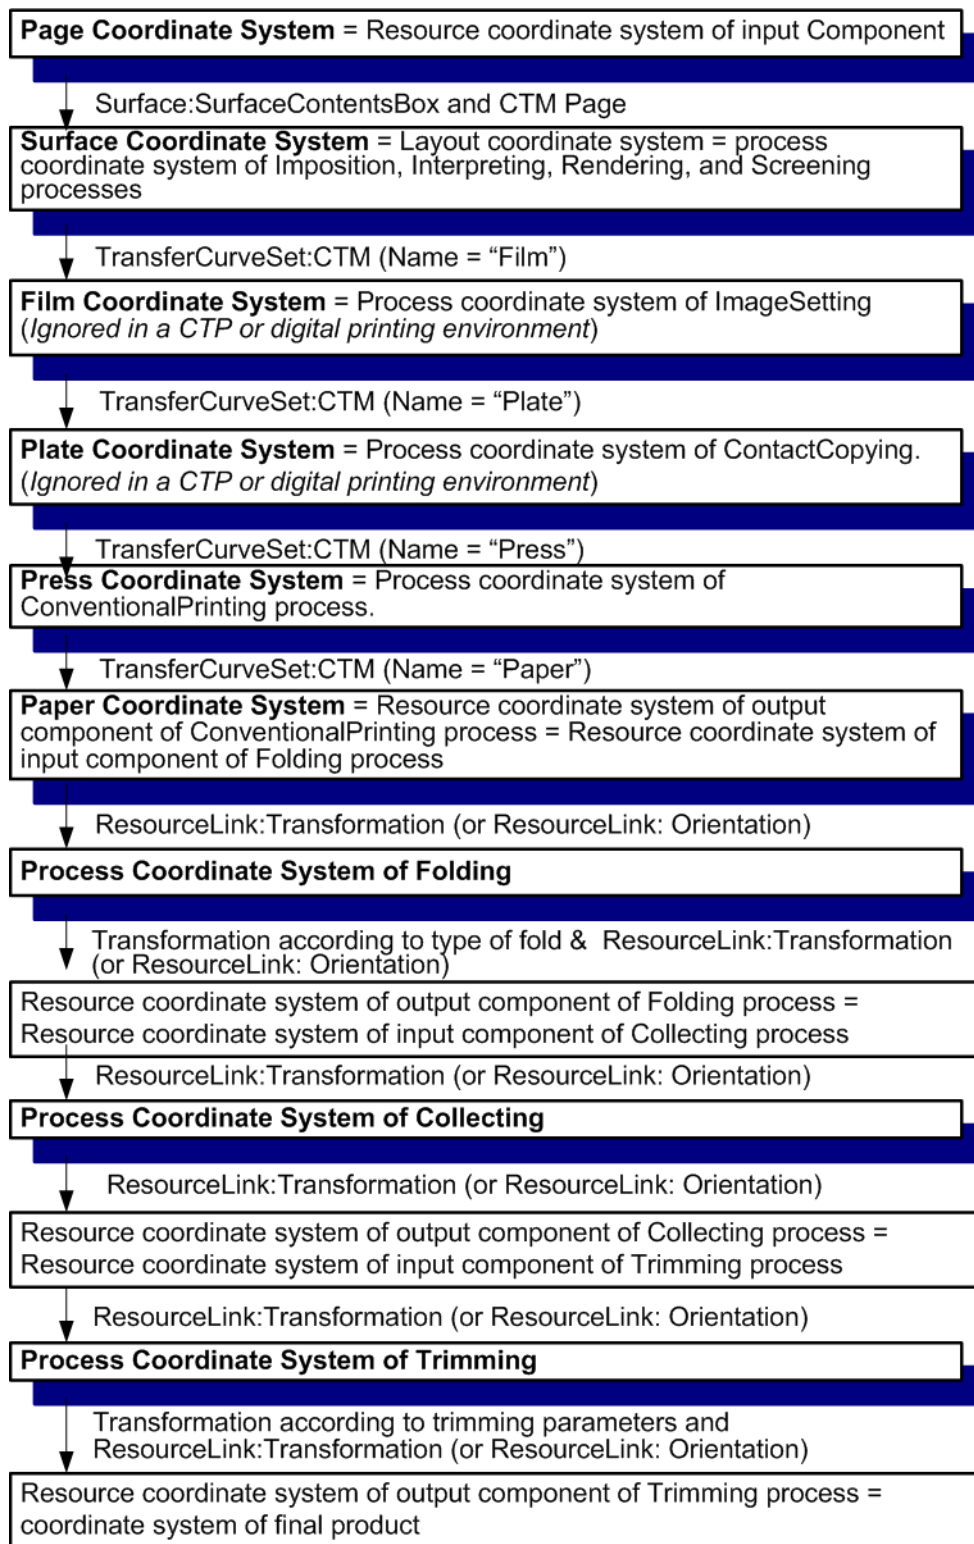 Page Coordinate System = Resource coordinate system of input Component
Surface:SurfaceContentsBox and CTM Page
Surface Coordinate System = Layout coordinate system = process
coordinate system of Imposition, Interpreting, Rendering, and Screening
processes
TransferCurveSet:CTM (Name = “Film”)
Film Coordinate System = Process coordinate system of ImageSetting
(Ignored in a CTP or digital printing environment)
TransferCurveSet:CTM (Name = “Plate”)
Plate Coordinate System = Process coordinate system of ContactCopying.
(Ignored in a CTP or digital printing environment)
TransferCurveSet:CTM (Name = “Press”)
Press Coordinate System = Process coordinate system of
ConventionalPrinting process.
TransferCurveSet:CTM (Name = “Paper”)
Paper Coordinate System = Resource coordinate system of output
component of ConventionalPrinting process = Resource coordinate system of
input component of Folding process
ResourceLink:Transformation (or ResourceLink: Orientation)
Process Coordinate System of Folding
Transformation according to type of fold & ResourceLink:Transformation
(or ResourceLink: Orientation)
Resource coordinate system of output component of Folding process =
Resource coordinate system of input component of Collecting process
ResourceLink:Transformation (or ResourceLink: Orientation)
Process Coordinate System of Collecting
ResourceLink:Transformation (or ResourceLink: Orientation)
Resource coordinate system of output component of Collecting process =
Resource coordinate system of input component of Trimming process
ResourceLink:Transformation (or ResourceLink: Orientation)
Process Coordinate System of Trimming
Transformation according to trimming parameters and
ResourceLink:Transformation (or ResourceLink: Orientation)
Resource coordinate system of output component of Trimming process =
coordinate system of final product